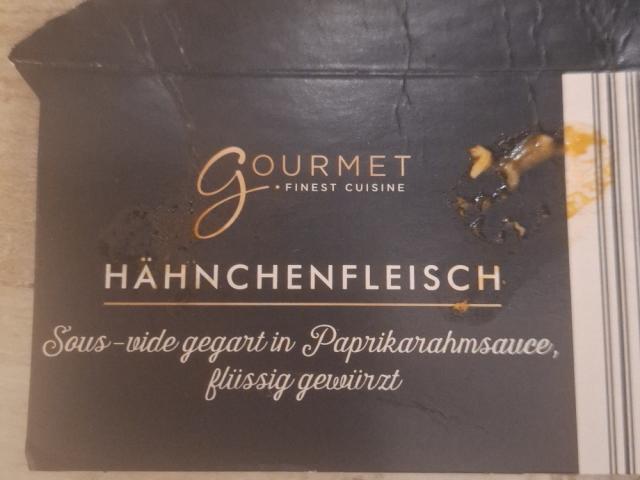 GOURMET
• FINEST CUISINE
HÄHNCHENFLEISCH
Sous-vide gegart in Paprikarahmsauce,
flüssig gewürzt